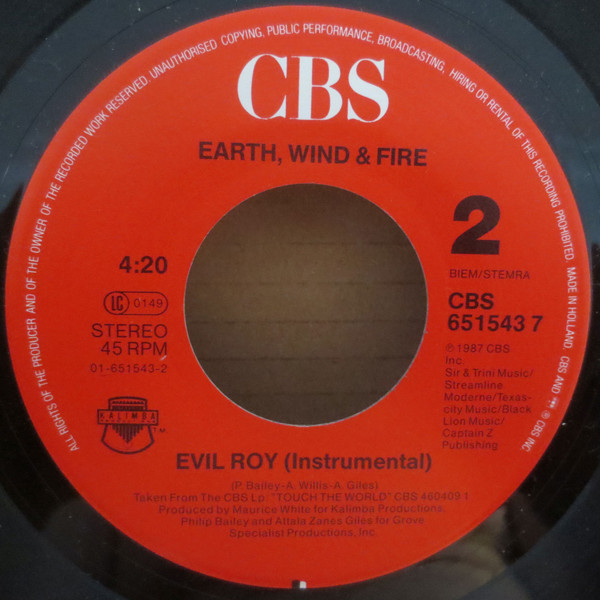 ALL RIGHTS OF THE PRODUCER AND OF THE OWNER OF THE RECORDED WORK RESERVED. UNAUTHORISED COPYING, PUBLIC PERFORMANCE, BROADCASTING, HIRING OR RENTAL OF THIS RECORDING PROHIBITED. MADE IN HOLLAND. CBS AND ® CBS INC
CBS
EARTH, WIND & FIRE
2
BIEM/STEMRA
4:20
LC 0149
STEREO
45 RPM
01-651543-2
KALIMBA
TM
CBS
651543 7
℗ 1987 CBS
Inc.
Sir & Trini Music/
Streamline
Moderne/Texas-
city Music/Black
Lion Music/
Captain Z
Publishing
EVIL ROY (Instrumental)
(P. Bailey-A. Willis-A. Giles)
Taken From The CBS Lp: "TOUCH THE WORLD" CBS 460409 1
Produced by Maurice White for Kalimba Productions,
Philip Bailey and Attala Zanes Giles for Grove
Specialist Productions, Inc.